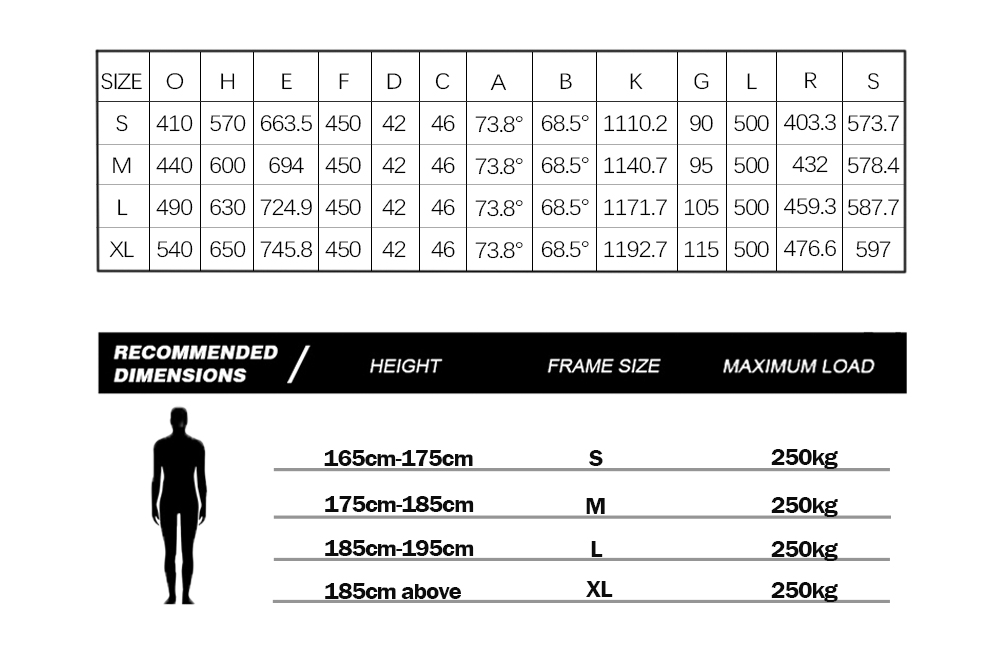 SIZE O H E F D C A B K G L R S
S 410 570 663.5 450 42 46 73.8° 68.5° 1110.2 90 500 403.3 573.7
M 440 600 694 450 42 46 73.8° 68.5° 1140.7 95 500 432 578.4
L 490 630 724.9 450 42 46 73.8° 68.5° 1171.7 105 500 459.3 587.7
XL 540 650 745.8 450 42 46 73.8° 68.5° 1192.7 115 500 476.6 597
RECOMMENDED
DIMENSIONS / HEIGHT FRAME SIZE MAXIMUM LOAD
165cm-175cm S 250kg
175cm-185cm M 250kg
185cm-195cm L 250kg
185cm above XL 250kg